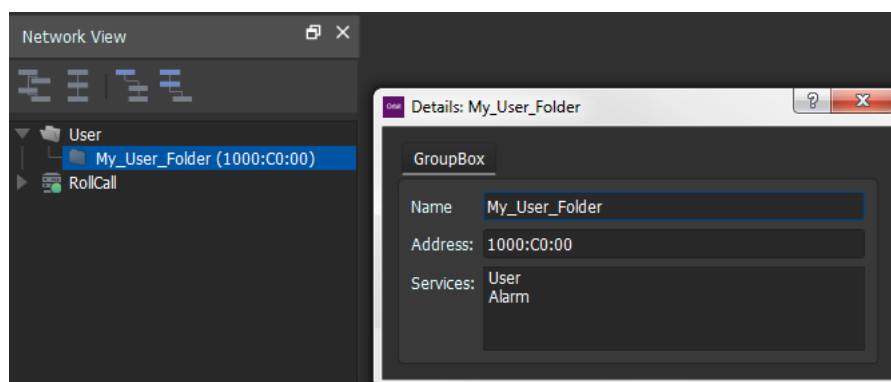 Network View
User
My_User_Folder (1000:C0:00)
RollCall
Details: My_User_Folder
GroupBox
Name My_User_Folder
Address: 1000:C0:00
Services: User
Alarm